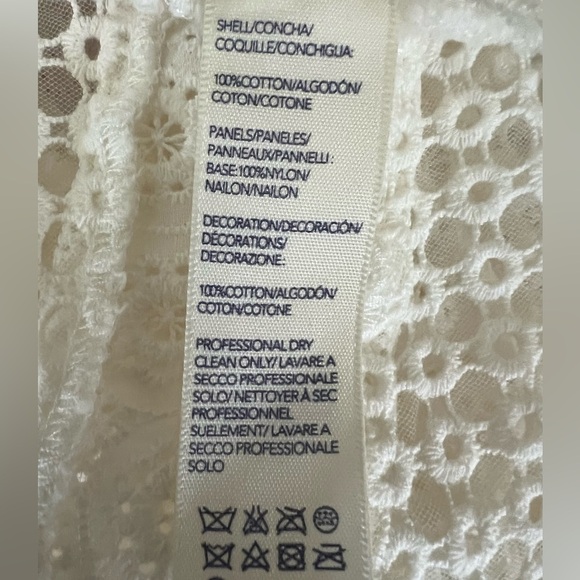 SHELL/CONCHA/
COQUILLE/CONCHIGLIA:
100%COTTON/ALGODÓN/
COTON/COTONE
PANELS/PANELES/
PANNEAUX/PANNELLI:
BASE:100%NYLON/
NAILON/NAILON
DECORATION/DECORACIÓN/
DÉCORATIONS/
DECORAZIONE:
100%COTTON/ALGODÓN/
COTON/COTONE
PROFESSIONAL DRY
CLEAN ONLY/ LAVARE A
SECCO PROFESSIONALE
SOLO/ NETTOYER À SEC
PROFESSIONNEL
SUELEMENT/ LAVARE A
SECCO PROFESSIONALE
SOLO